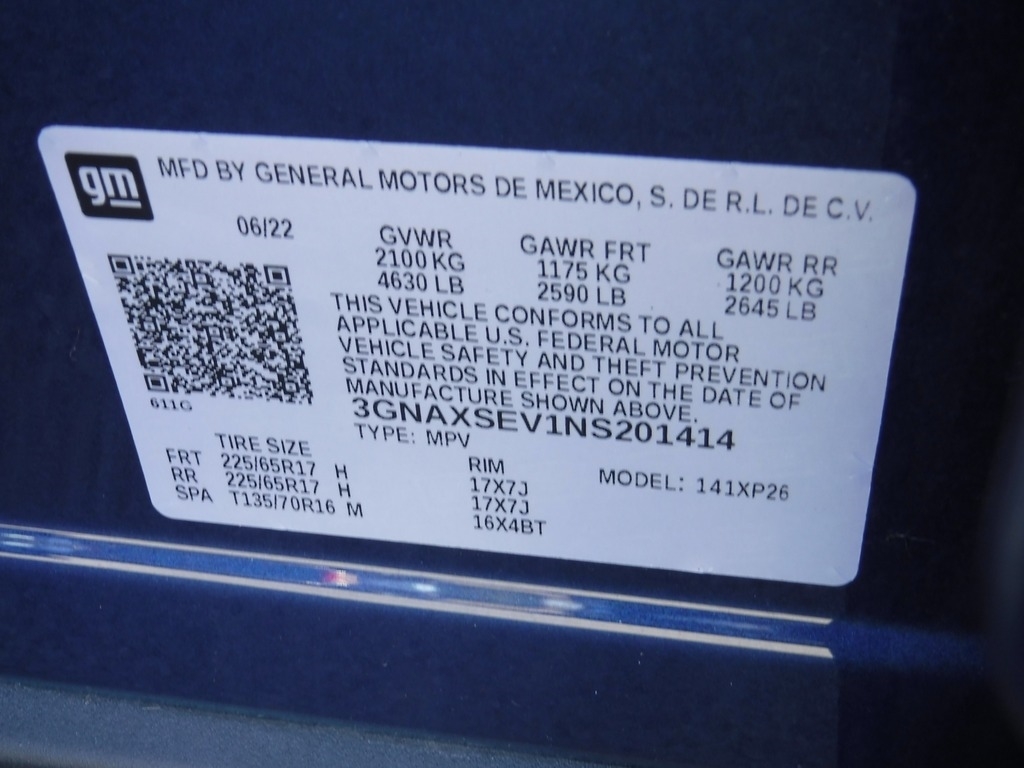 gm
MFD BY GENERAL MOTORS DE MEXICO, S. DE R.L. DE C.V.
06/22
GVWR
2100 KG
4630 LB
GAWR FRT
1175 KG
2590 LB
GAWR RR
1200 KG
2645 LB
THIS VEHICLE CONFORMS TO ALL
APPLICABLE U.S. FEDERAL MOTOR
VEHICLE SAFETY AND THEFT PREVENTION
STANDARDS IN EFFECT ON THE DATE OF
MANUFACTURE SHOWN ABOVE.
3GNAXSEV1NS201414
TYPE: MPV
611G
TIRE SIZE
RIM
MODEL: 141XP26
FRT 225/65R17 H 17X7J
RR 225/65R17 H 17X7J
SPA T135/70R16 M 16X4BT